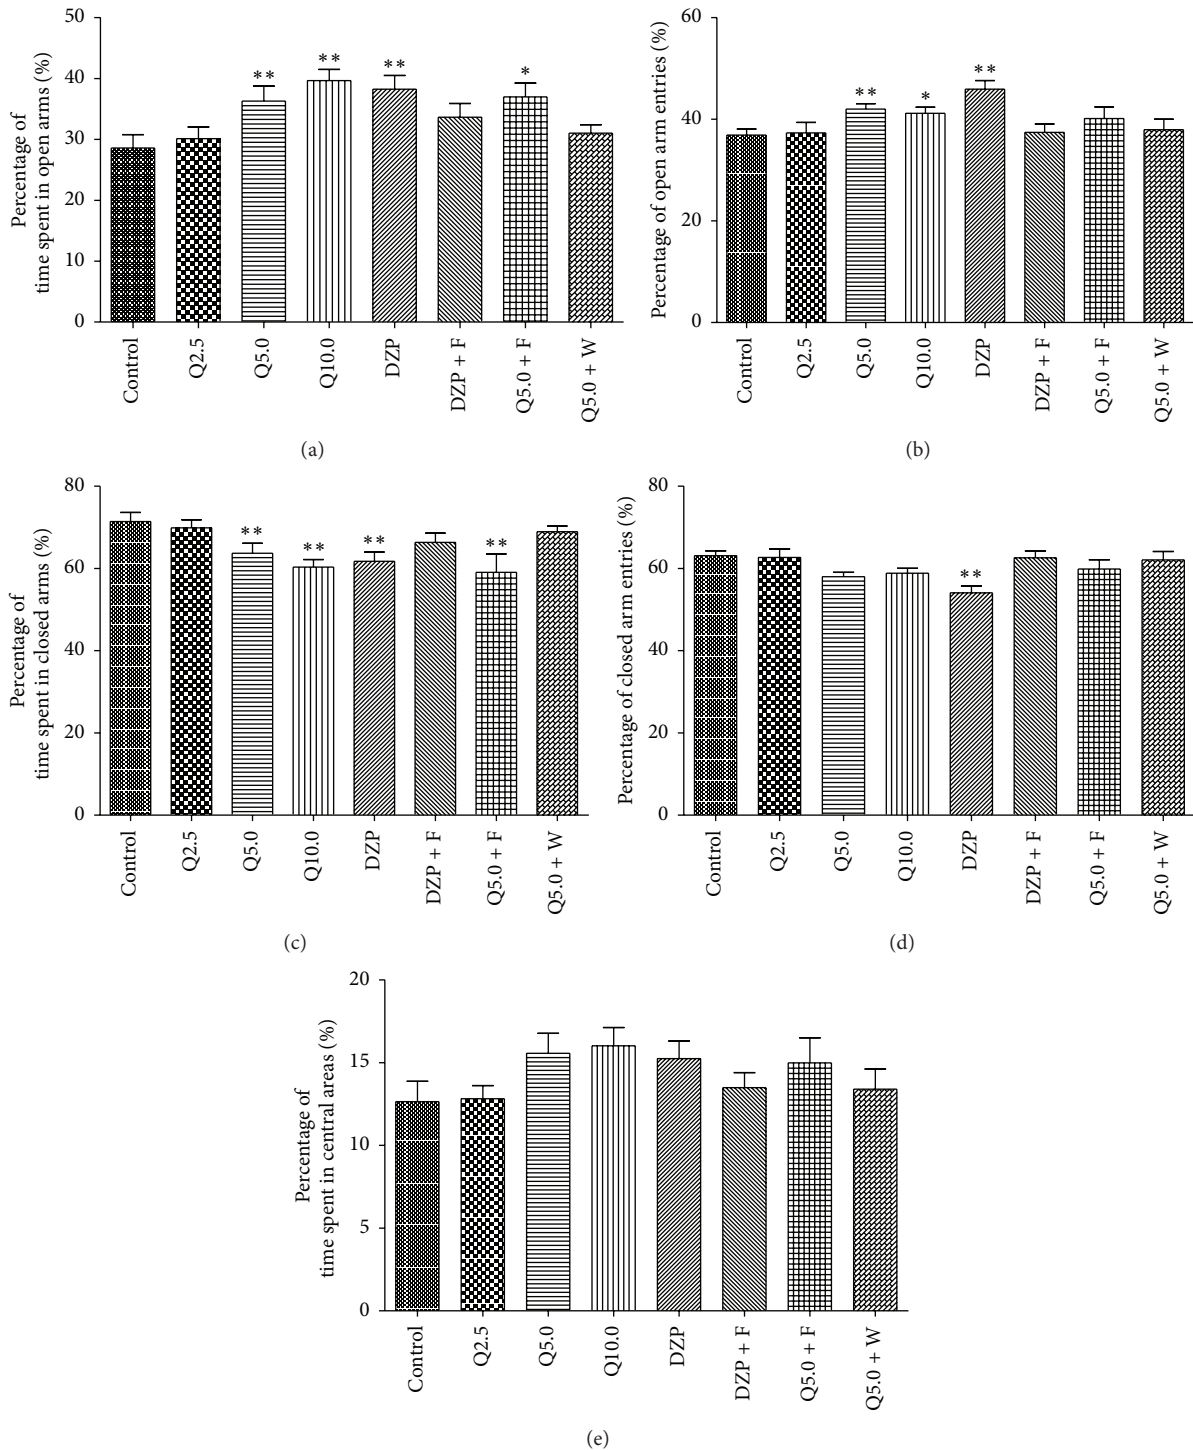 Percentage of
time spent in open arms (%)
50
40
30
20
10
0
**
**
**
*
Control
Q2.5
Q5.0
Q10.0
DZP
DZP + F
Q5.0 + F
Q5.0 + W
(a)
Percentage of open arm entries (%)
60
40
20
0
**
*
**
Control
Q2.5
Q5.0
Q10.0
DZP
DZP + F
Q5.0 + F
Q5.0 + W
(b)
Percentage of
time spent in closed arms (%)
80
60
40
20
0
**
**
**
**
Control
Q2.5
Q5.0
Q10.0
DZP
DZP + F
Q5.0 + F
Q5.0 + W
(c)
Percentage of closed arm entries (%)
80
60
40
20
0
**
Control
Q2.5
Q5.0
Q10.0
DZP
DZP + F
Q5.0 + F
Q5.0 + W
(d)
Percentage of
time spent in central areas (%)
20
15
10
5
0
Control
Q2.5
Q5.0
Q10.0
DZP
DZP + F
Q5.0 + F
Q5.0 + W
(e)